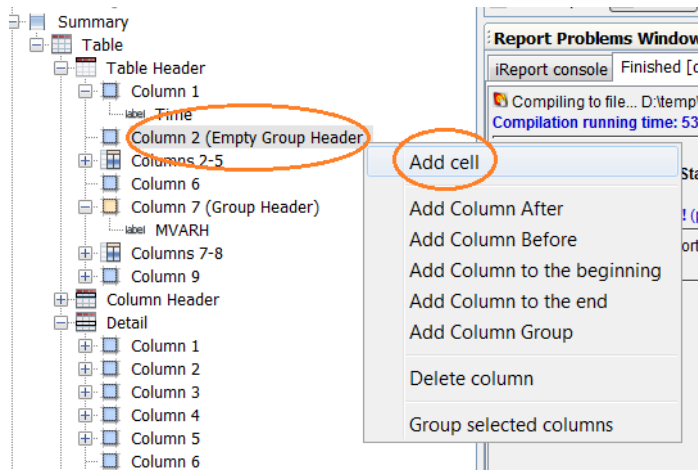 Summary
Table
Table Header
Column 1
label Time
Column 2 (Empty Group Header
Columns 2-5
Column 6
Column 7 (Group Header)
label MVARH
Columns 7-8
Column 9
Column Header
Detail
Column 1
Column 2
Column 3
Column 4
Column 5
Column 6
Add cell
Add Column After
Add Column Before
Add Column to the beginning
Add Column to the end
Add Column Group
Delete column
Group selected columns
Report Problems Window
iReport console Finished [c
Compiling to file... D:\temp\
Compilation running time: 53
Sta
! (
ort